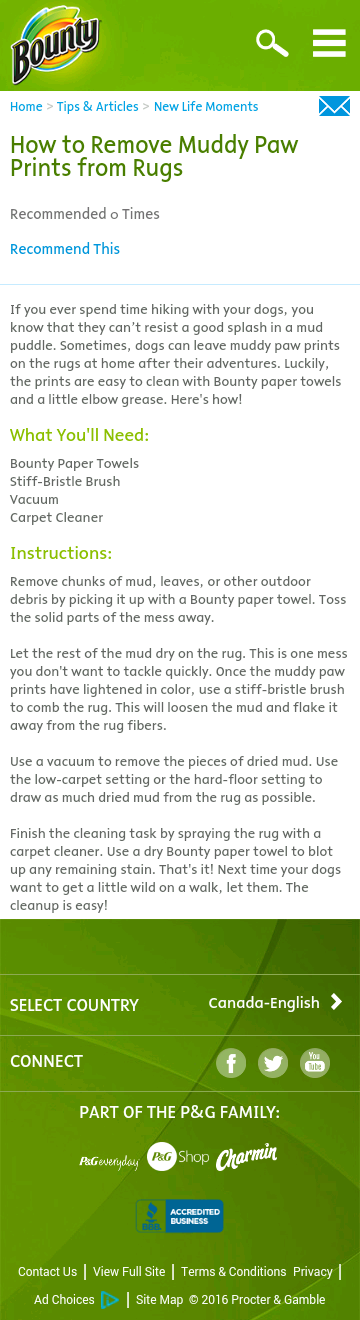 Bounty
Home > Tips & Articles > New Life Moments
How to Remove Muddy Paw
Prints from Rugs
Recommended 0 Times
Recommend This
If you ever spend time hiking with your dogs, you
know that they can't resist a good splash in a mud
puddle. Sometimes, dogs can leave muddy paw prints
on the rugs at home after their adventures. Luckily,
the prints are easy to clean with Bounty paper towels
and a little elbow grease. Here's how!
What You'll Need:
Bounty Paper Towels
Stiff-Bristle Brush
Vacuum
Carpet Cleaner
Instructions:
Remove chunks of mud, leaves, or other outdoor
debris by picking it up with a Bounty paper towel. Toss
the solid parts of the mess away.
Let the rest of the mud dry on the rug. This is one mess
you don't want to tackle quickly. Once the muddy paw
prints have lightened in color, use a stiff-bristle brush
to comb the rug. This will loosen the mud and flake it
away from the rug fibers.
Use a vacuum to remove the pieces of dried mud. Use
the low-carpet setting or the hard-floor setting to
draw as much dried mud from the rug as possible.
Finish the cleaning task by spraying the rug with a
carpet cleaner. Use a dry Bounty paper towel to blot
up any remaining stain. That's it! Next time your dogs
want to get a little wild on a walk, let them. The
cleanup is easy!
SELECT COUNTRY Canada-English
CONNECT f You Tube
PART OF THE P&G FAMILY:
P&G everyday P&G Shop Charmin
BBB. ACCREDITED BUSINESS
Contact Us | View Full Site | Terms & Conditions Privacy |
Ad Choices | Site Map © 2016 Procter & Gamble